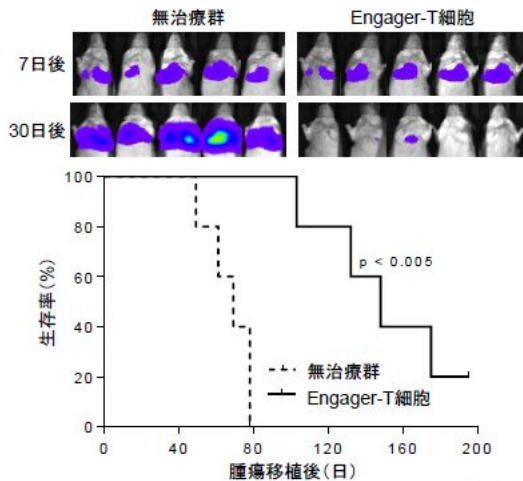 無治療群 Engager-T細胞
7日後
30日後
100
80
60
40
20
0
生存率(%)
p < 0.005
無治療群
Engager-T細胞
0 40 80 120 160 200
腫瘍移植後(日)